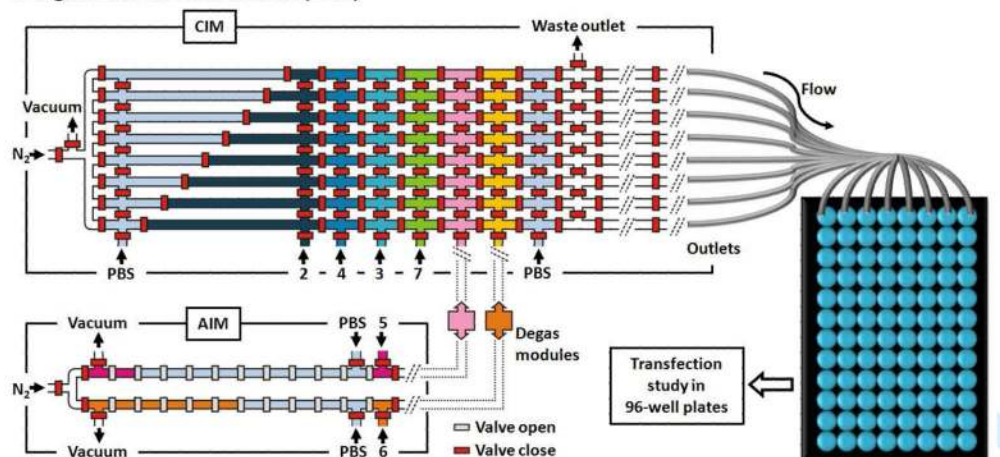 CIM
Waste outlet
Vacuum
Flow
N2
Outlets
PBS
2
4
3
7
PBS
Vacuum
AIM
PBS
5
Degas
modules
N2
Transfection
study in
96-well plates
Valve open
Vacuum
PBS
6
Valve close